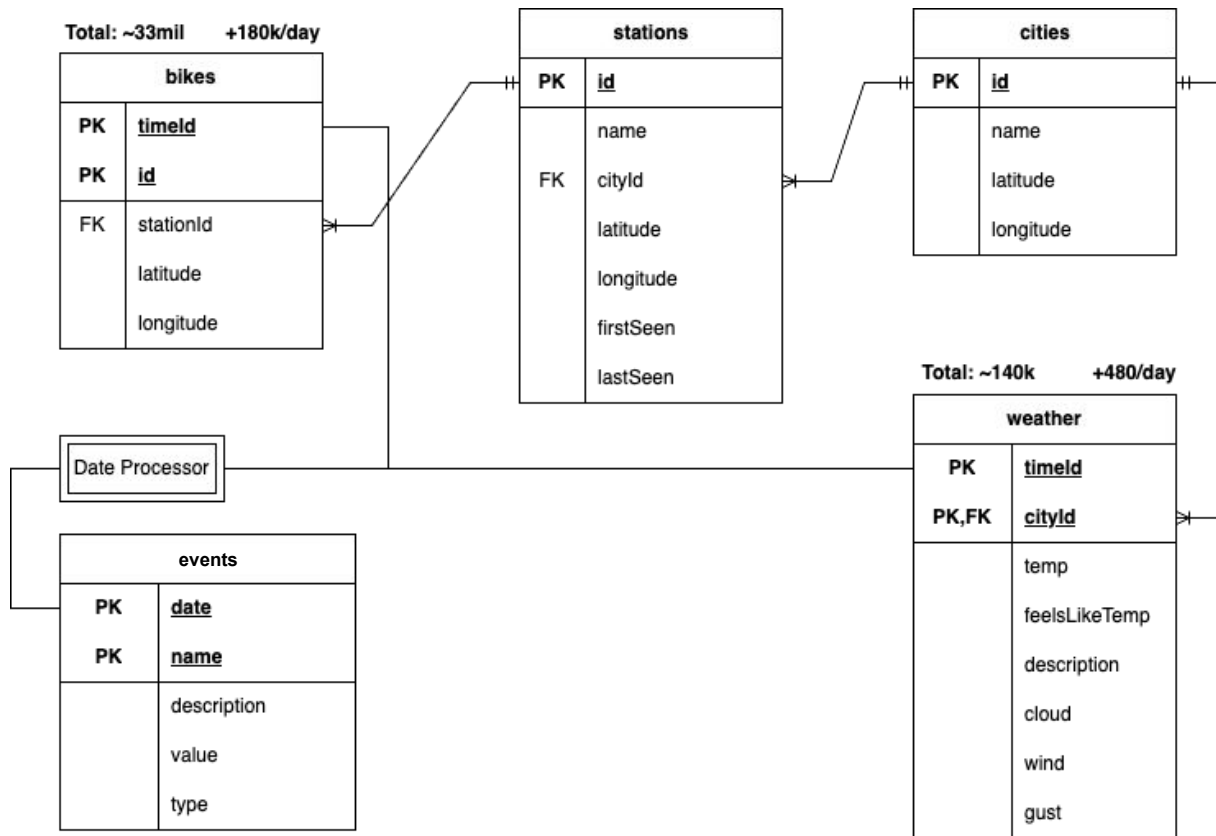 Total: ~33mil +180k/day
bikes
PK timeId
PK id
FK stationId
latitude
longitude
stations
PK id
name
FK cityId
latitude
longitude
firstSeen
lastSeen
cities
PK id
name
latitude
longitude
Total: ~140k +480/day
weather
PK timeId
PK,FK cityId
temp
feelsLikeTemp
description
cloud
wind
gust
Date Processor
events
PK date
PK name
description
value
type